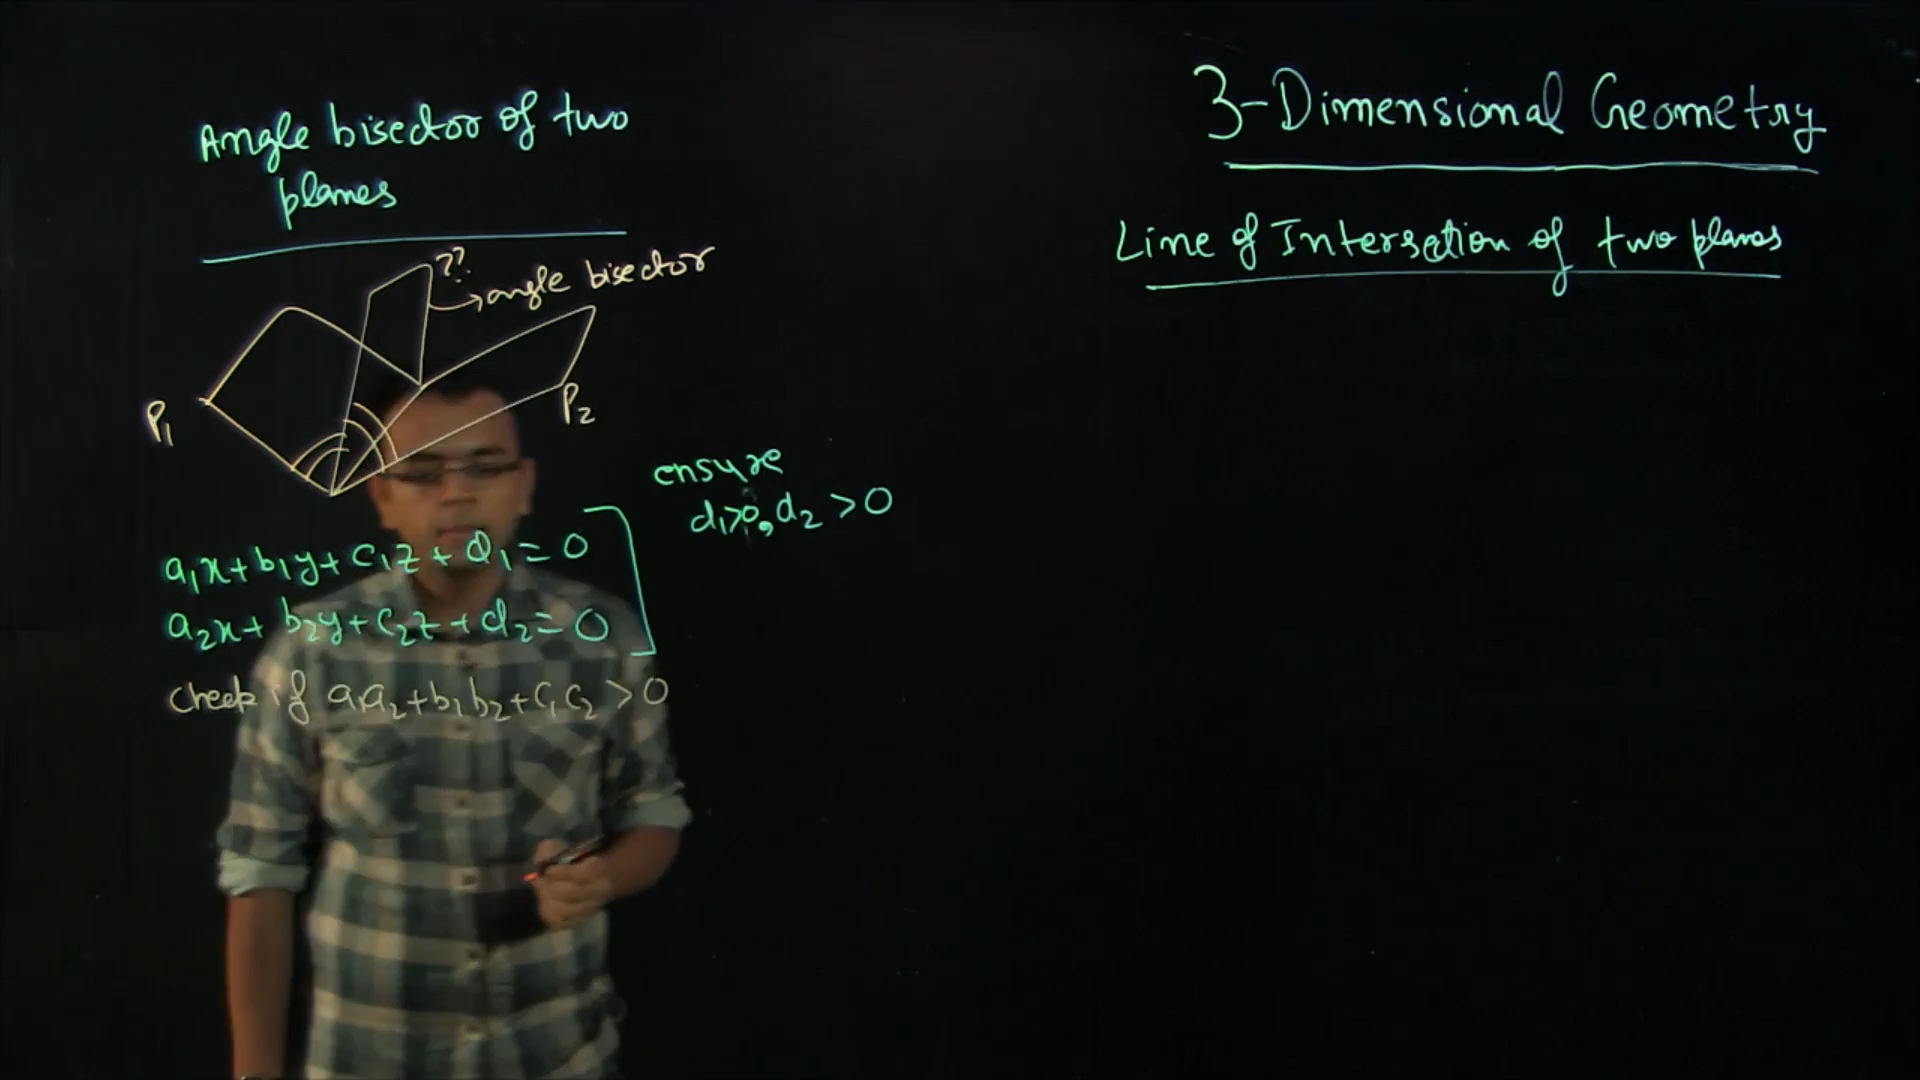 Angle bisector of two
planes
??
angle bisector
P₁
P₂
ensure
d₁>0, d₂ >0
a₁x+b₁y+c₁z+d₁=0
a₂x+b₂y+c₂z+d₂=0
Check if a₁a₂+b₁b₂+c₁c₂>0
3-Dimensional Geometry
Line of Intersection of two planes